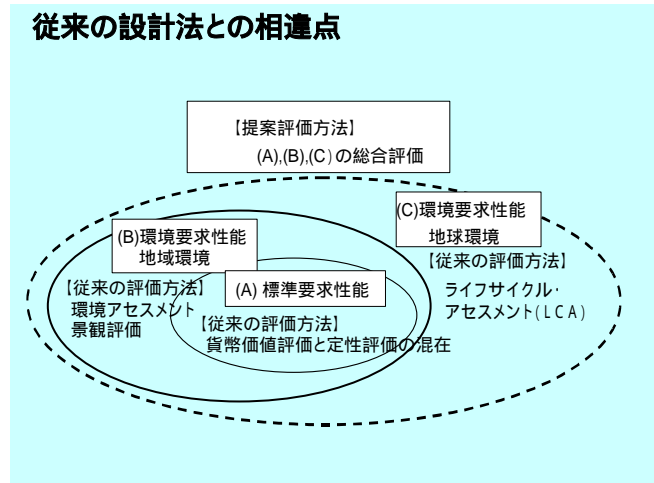 従来の設計法との相違点
【提案評価方法】
(A),(B),(C)の総合評価
(C)環境要求性能
地球環境
【従来の評価方法】
ライフサイクル・
アセスメント(LCA)
(B)環境要求性能
地域環境
【従来の評価方法】
環境アセスメント
景観評価
(A) 標準要求性能
【従来の評価方法】
貨幣価値評価と定性評価の混在